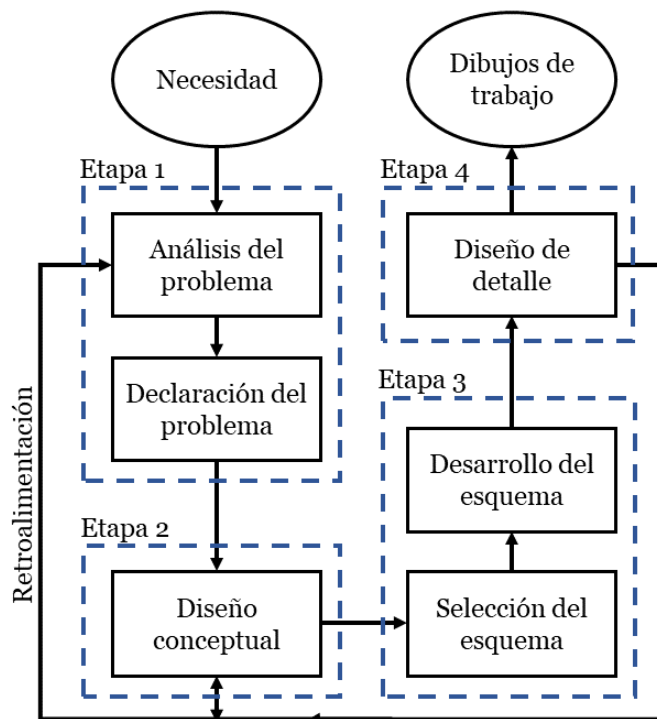 Necesidad
Etapa 1
Análisis del
problema
Declaración del
problema
Etapa 2
Diseño
conceptual
Retroalimentación
Dibujos de
trabajo
Etapa 4
Diseño de
detalle
Etapa 3
Desarrollo del
esquema
Selección del
esquema